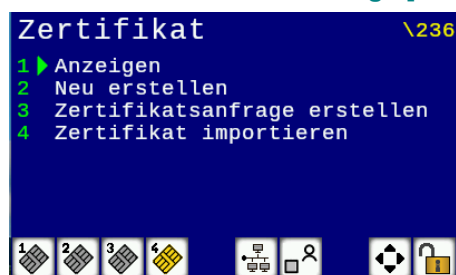 Zertifikat \236
1 Anzeigen
2 Neu erstellen
3 Zertifikatsanfrage erstellen
4 Zertifikat importieren
1 2 3 4